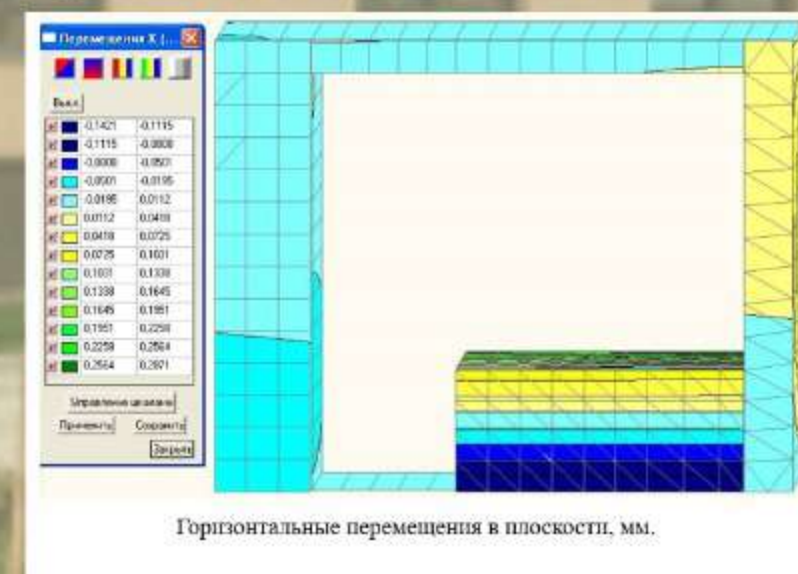 Перемещения X (...
Выкл.
-0,1421 -0,1115
-0,1115 -0,0808
-0,0808 -0,0501
-0,0501 -0,0195
-0,0195 0,0112
0,0112 0,0418
0,0418 0,0725
0,0725 0,1031
0,1031 0,1338
0,1338 0,1645
0,1645 0,1951
0,1951 0,2258
0,2258 0,2564
0,2564 0,2871
Управление шкалами
Применить Сохранить
Закрыть
Горизонтальные перемещения в плоскости, мм.